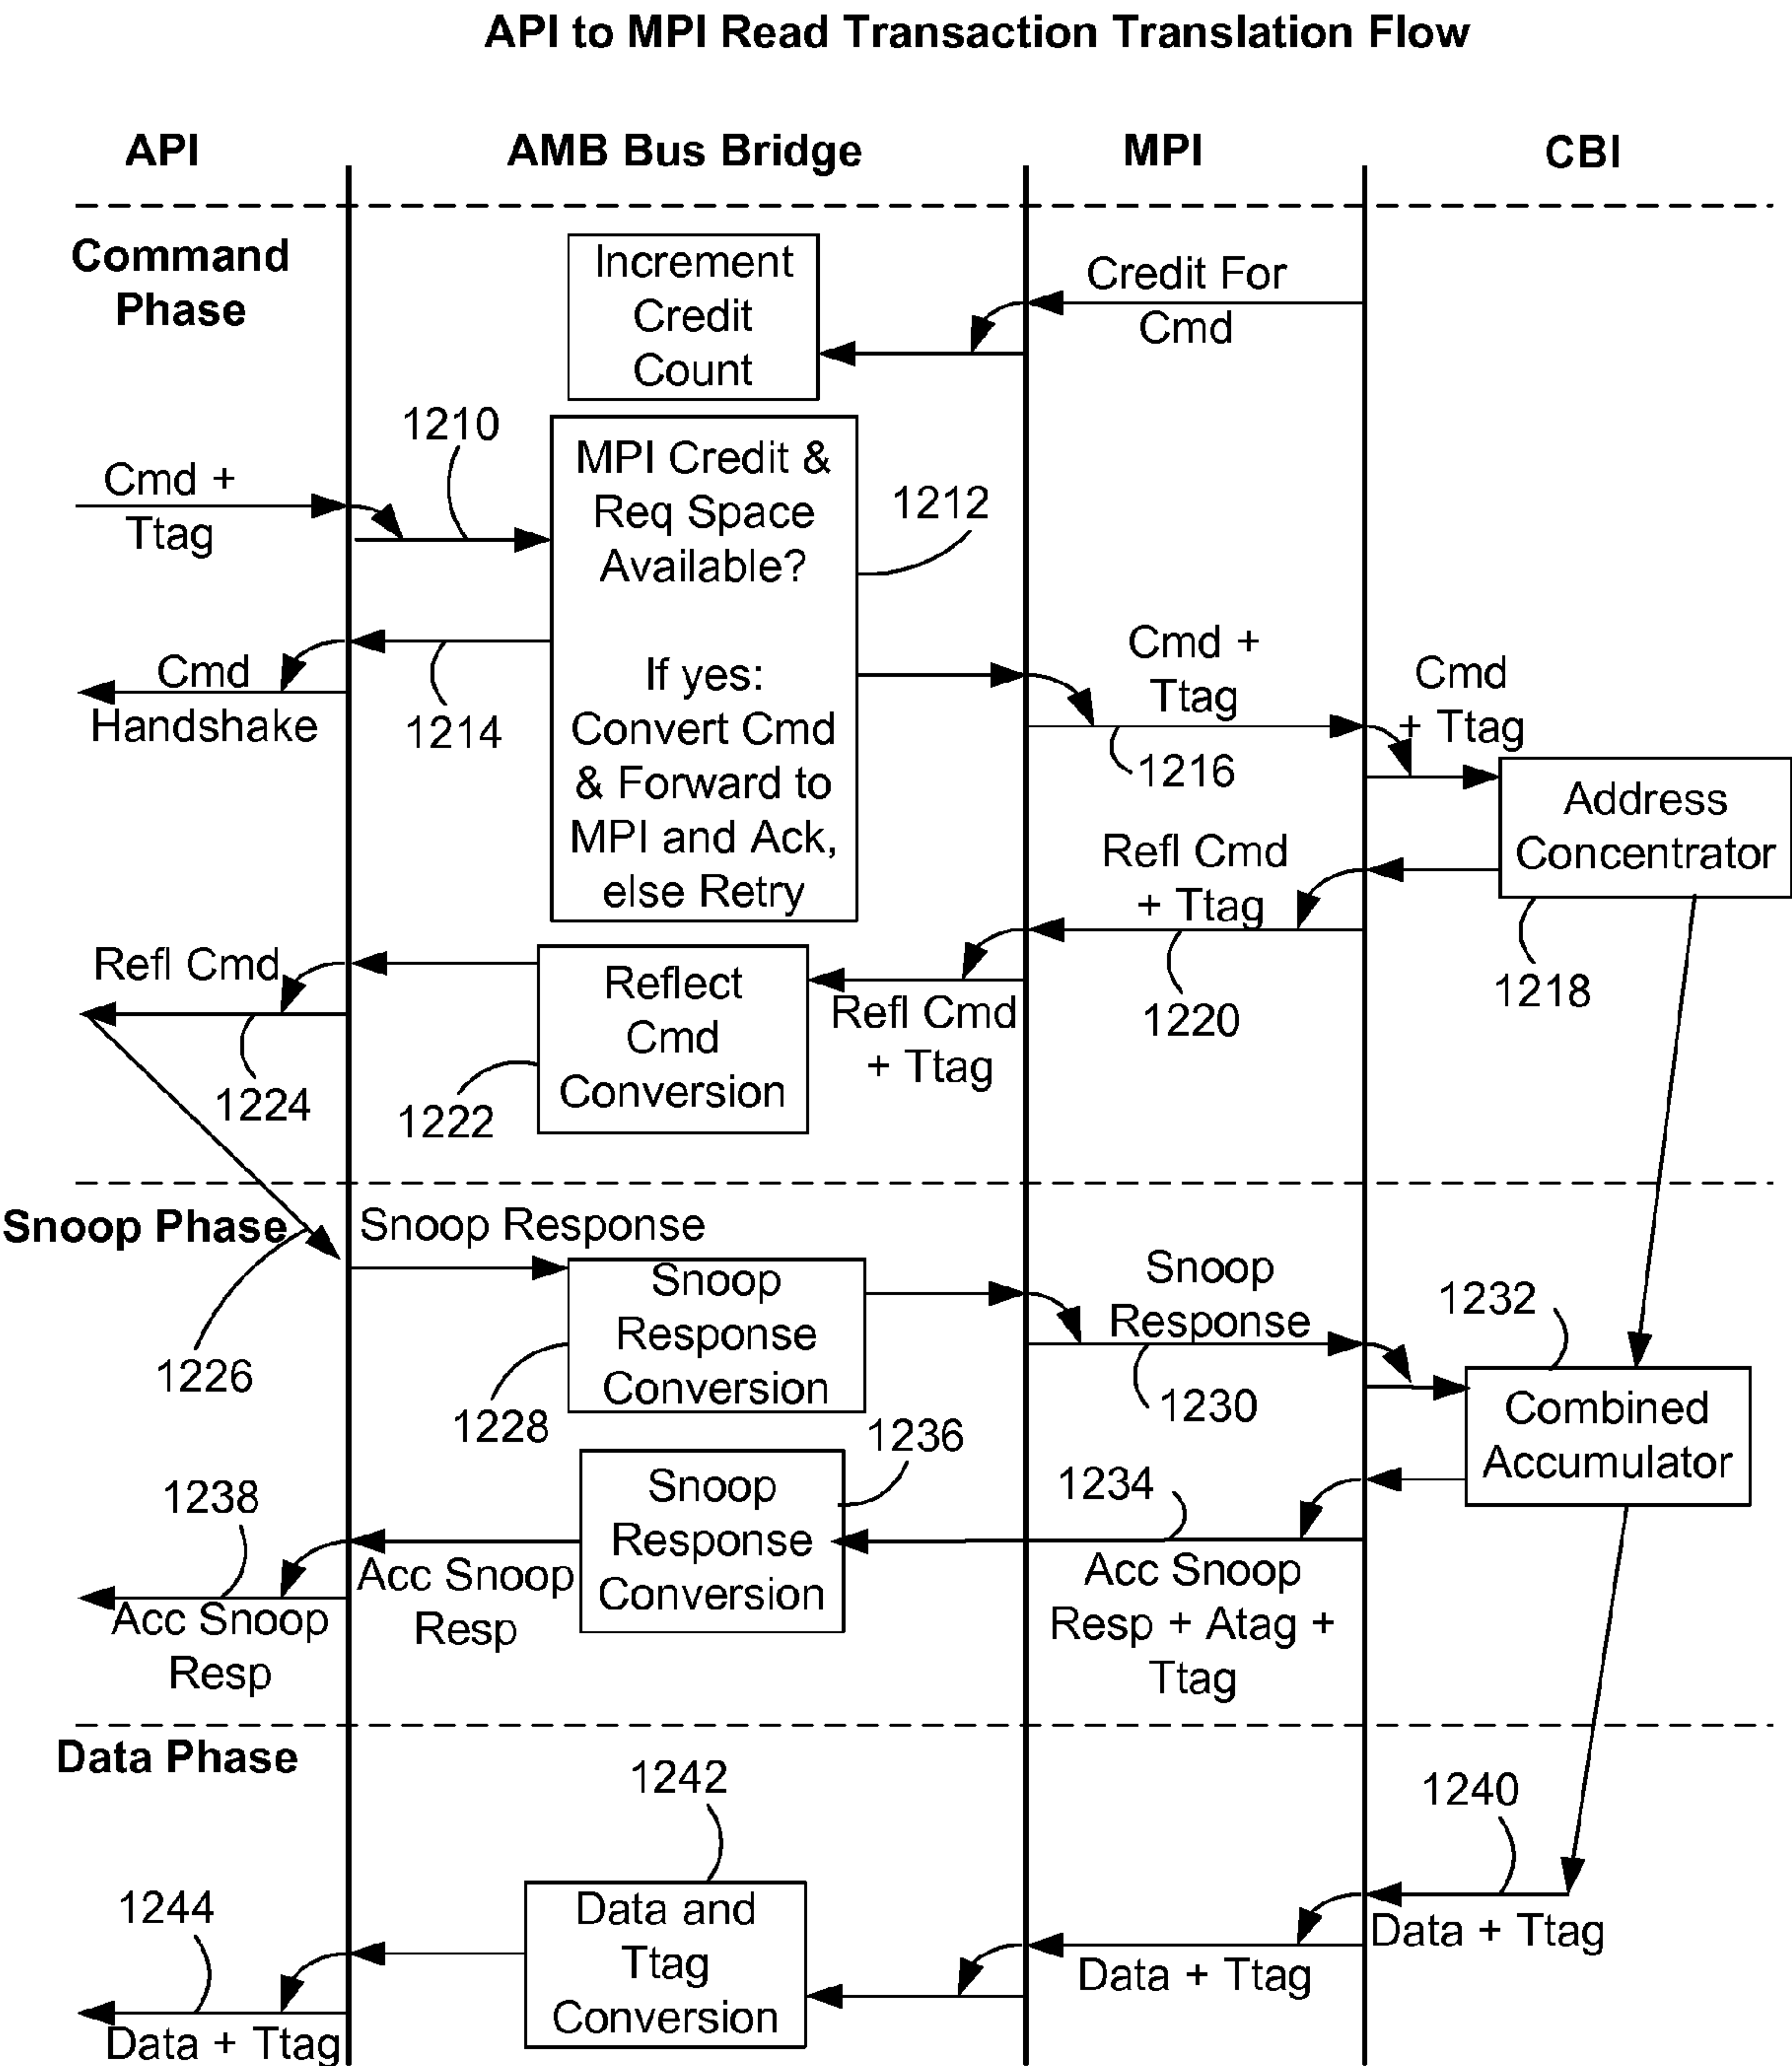 API to MPI Read Transaction Translation Flow
API
AMB Bus Bridge
MPI
CBI
Command
Phase
Increment
Credit
Count
Credit For
Cmd
1210
Cmd +
Ttag
MPI Credit &
Req Space
Available?
If yes:
Convert Cmd
& Forward to
MPI and Ack,
else Retry
1212
Cmd
Handshake
1214
Cmd +
Ttag
1216
Cmd
+ Ttag
Address
Concentrator
1218
Refl Cmd
+ Ttag
1220
Refl Cmd
+ Ttag
Reflect
Cmd
Conversion
1222
Refl Cmd
1224
Snoop Phase
1226
Snoop Response
Snoop
Response
Conversion
1228
Snoop
Response
1230
1232
Combined
Accumulator
1234
Acc Snoop
Resp + Atag +
Ttag
1236
Snoop
Response
Conversion
Acc Snoop
Resp
1238
Acc Snoop
Resp
Data Phase
1240
Data + Ttag
Data + Ttag
1242
Data and
Ttag
Conversion
1244
Data + Ttag